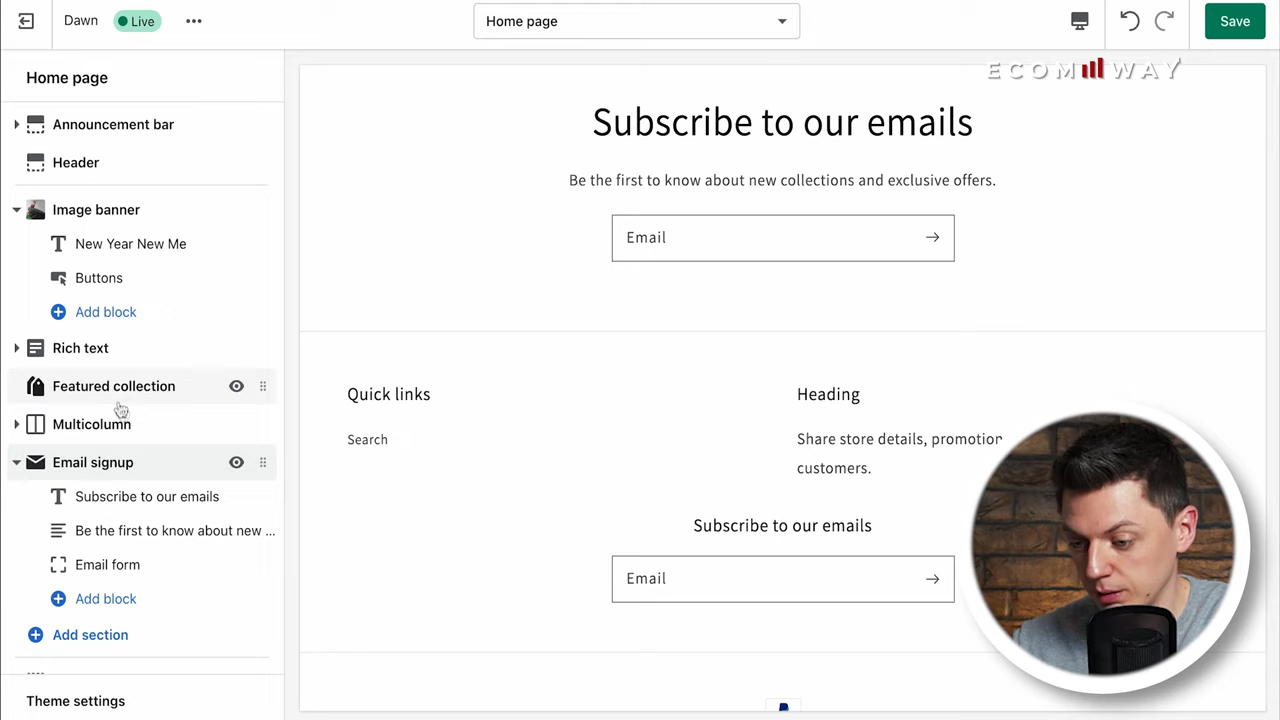 Dawn
Live
Home page
Save
Home page
ECOM WAY
Announcement bar
Header
Image banner
New Year New Me
Buttons
Add block
Rich text
Featured collection
Multicolumn
Email signup
Subscribe to our emails
Be the first to know about new ...
Email form
Add block
Add section
Theme settings
Subscribe to our emails
Be the first to know about new collections and exclusive offers.
Email
Quick links
Search
Heading
Share store details, promotion
customers.
Subscribe to our emails
Email